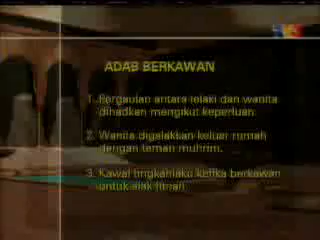 ADAB BERKAWAN
1. Pergaulan antara lelaki dan wanita
dihadkan mengikut keperluan.
2. Wanita digalakkan keluar rumah
dengan teman muhrim.
3. Kawal tingkahlaku ketika berkawan
untuk elak fitnah